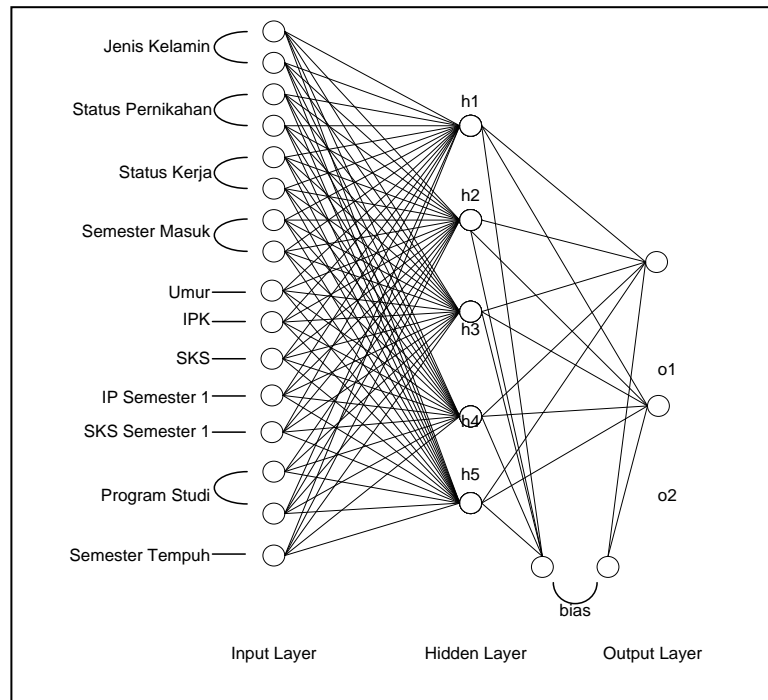 Jenis Kelamin
Status Pernikahan
Status Kerja
Semester Masuk
Umur
IPK
SKS
IP Semester 1
SKS Semester 1
Program Studi
Semester Tempuh
h1
h2
h3
h4
h5
o1
o2
bias
Input Layer
Hidden Layer
Output Layer